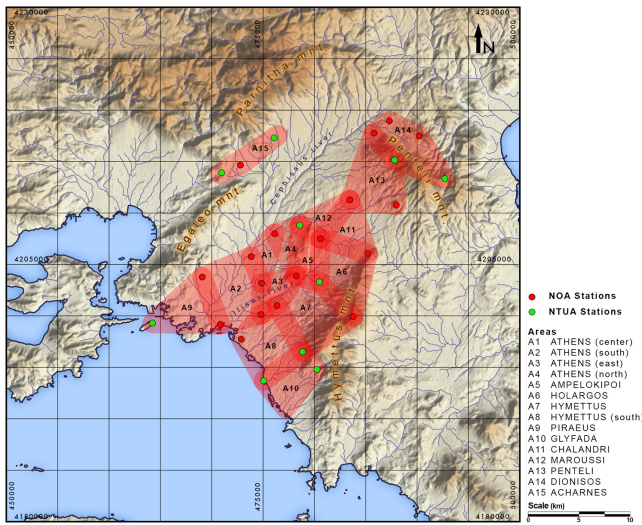 4230000
4230000
450000
475000
500000
N
Parnitha mnt
A14
Penteli mnt
A15
Cephissus river
A13
Egaleo mnt
A12
A11
A4
A1
A5
4205000
4205000
A6
A3
A2
Ilisus river
A9
A7
Hymettus mnt
A8
A10
450000
475000
500000
4180000
4180000
NOA Stations
NTUA Stations
Areas
A1 ATHENS (center)
A2 ATHENS (south)
A3 ATHENS (east)
A4 ATHENS (north)
A5 AMPELOKIPOI
A6 HOLARGOS
A7 HYMETTUS
A8 HYMETTUS (south)
A9 PIRAEUS
A10 GLYFADA
A11 CHALANDRI
A12 MAROUSSI
A13 PENTELI
A14 DIONISOS
A15 ACHARNES
Scale (km)
0 5 10